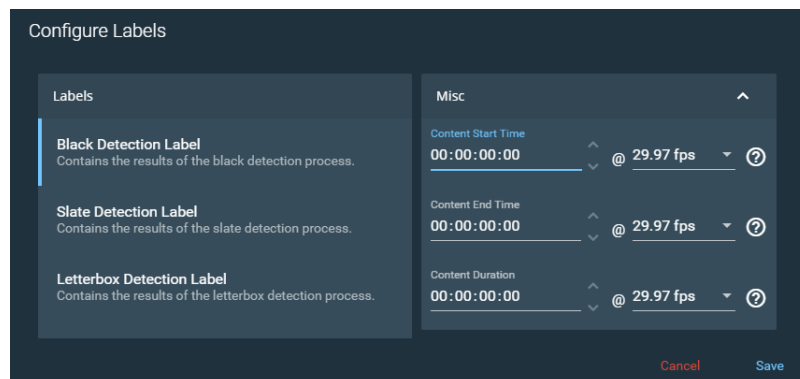 Configure Labels
Labels
Black Detection Label
Contains the results of the black detection process.
Slate Detection Label
Contains the results of the slate detection process.
Letterbox Detection Label
Contains the results of the letterbox detection process.
Misc
Content Start Time
00:00:00:00 @ 29.97 fps
Content End Time
00:00:00:00 @ 29.97 fps
Content Duration
00:00:00:00 @ 29.97 fps
Cancel Save